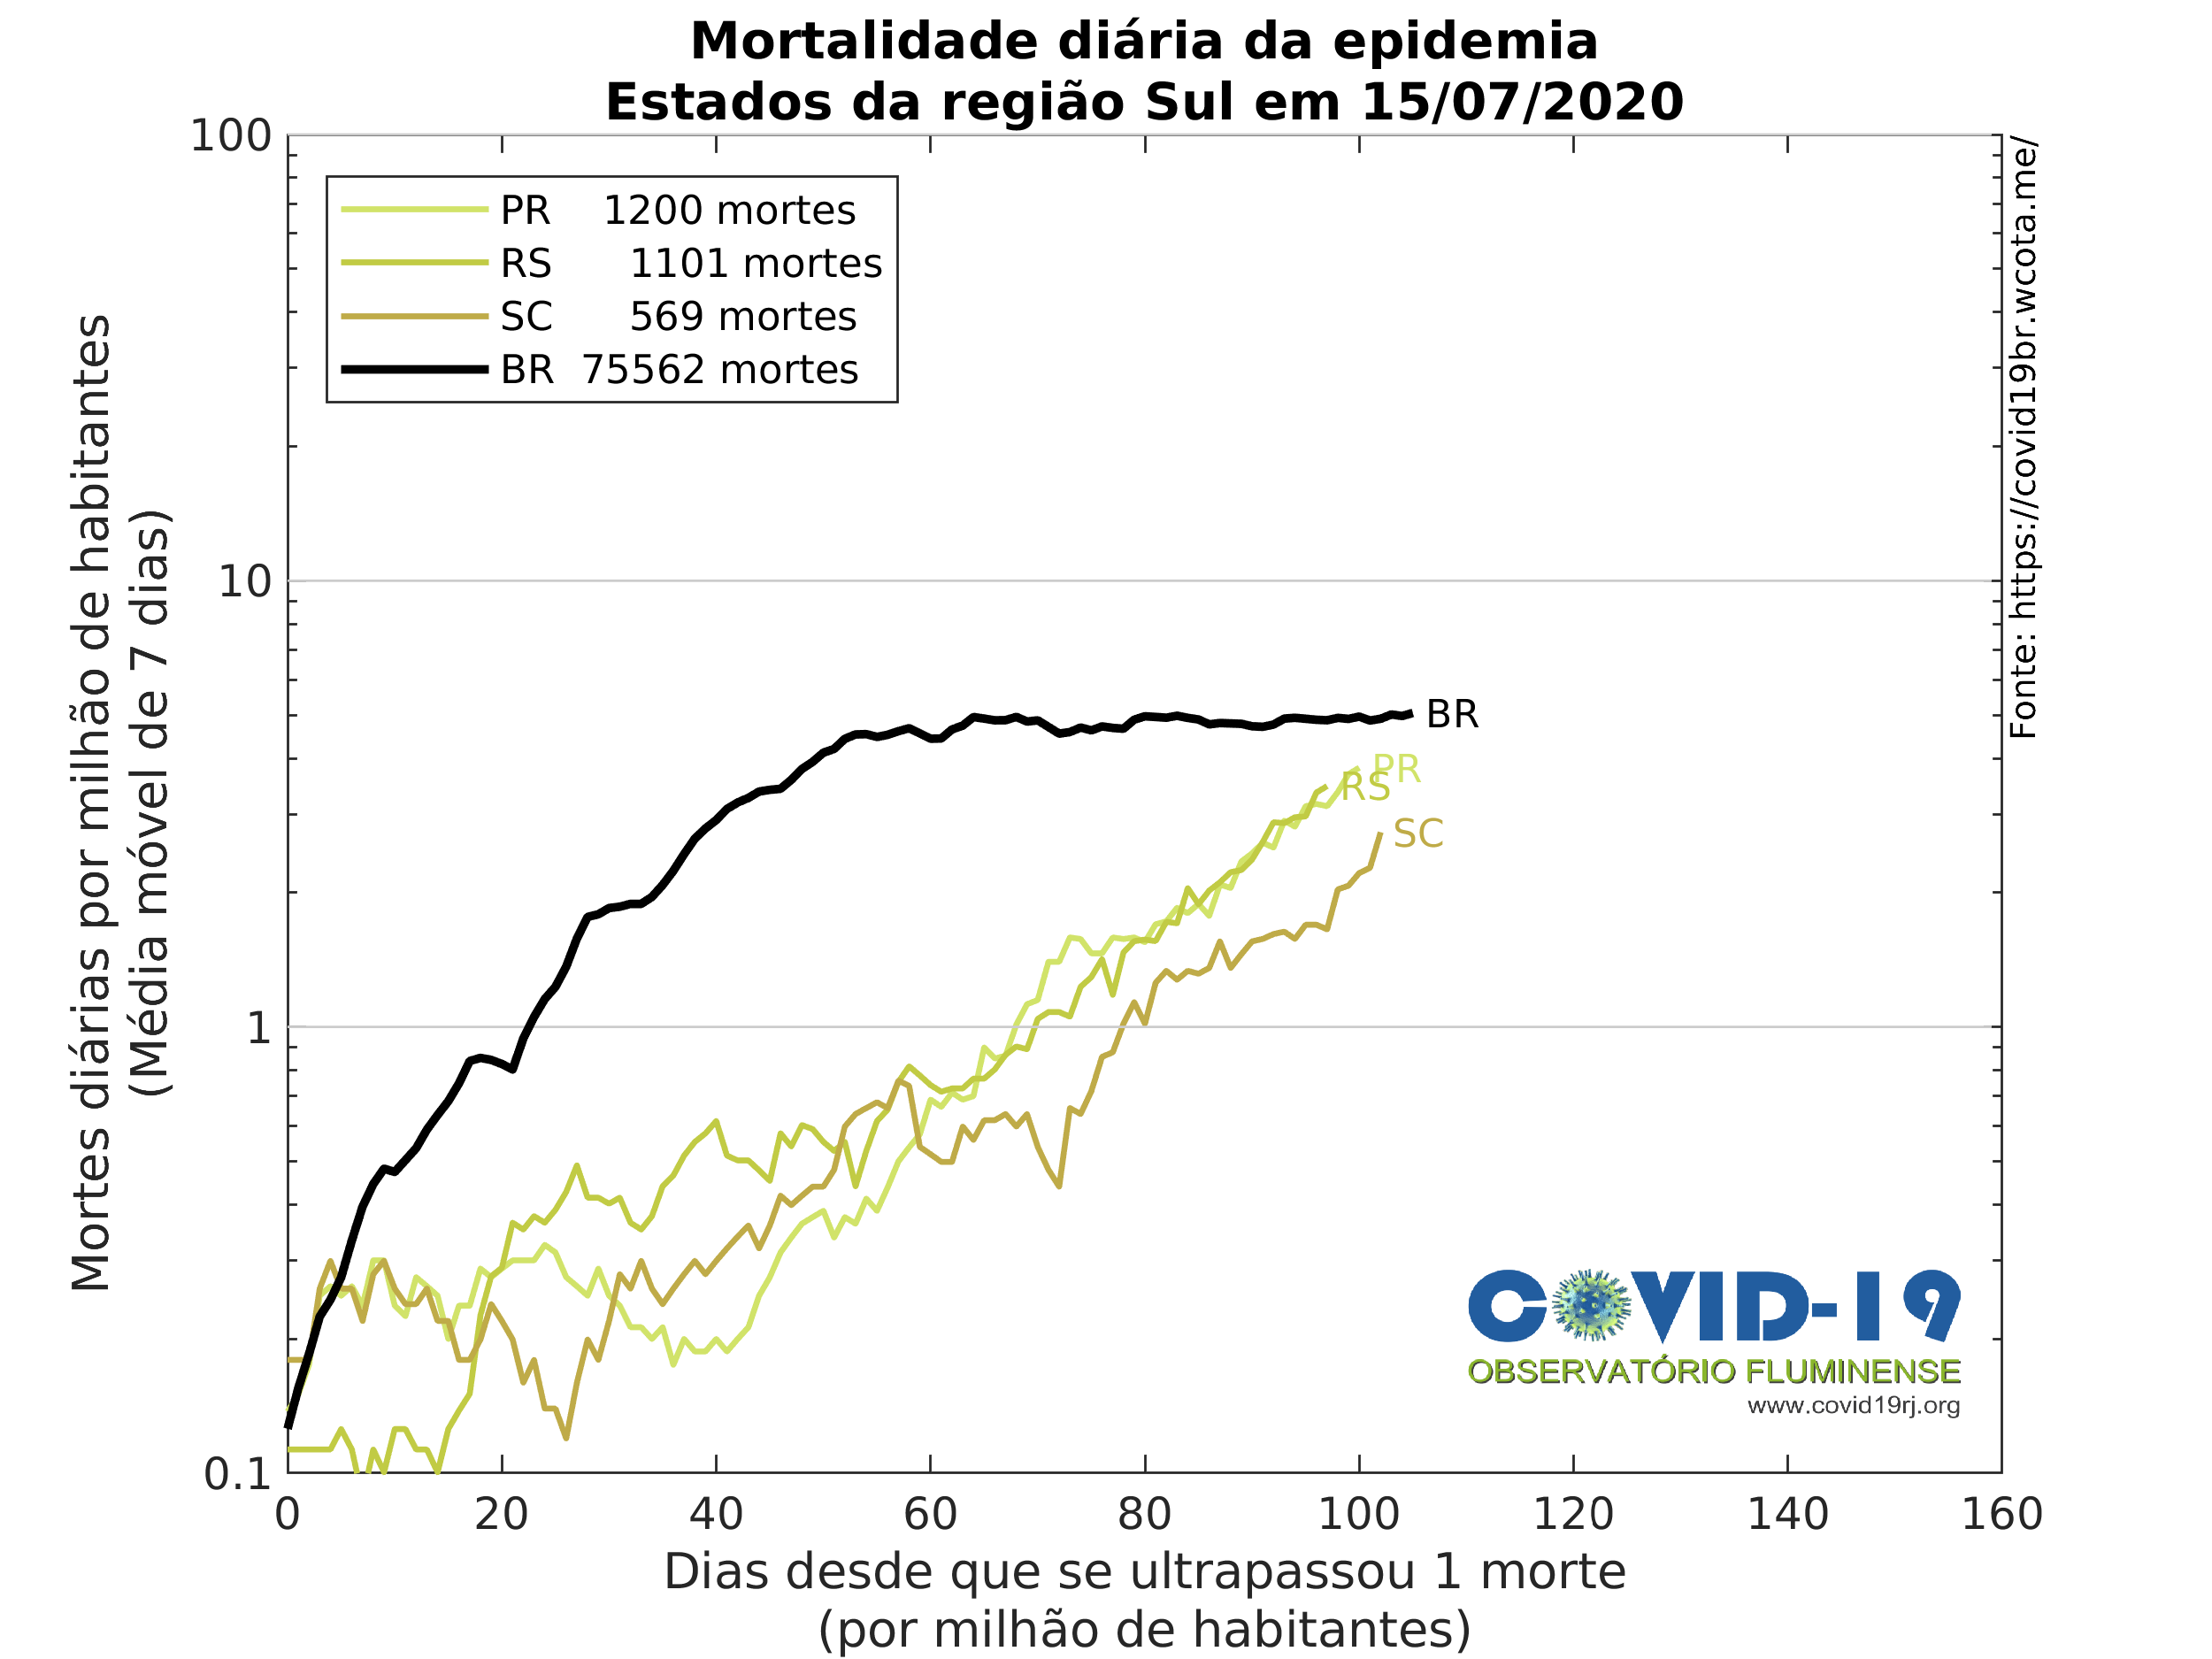 Mortalidade diária da epidemia
Estados da região Sul em 15/07/2020
PR 1200 mortes
RS 1101 mortes
SC 569 mortes
BR 75562 mortes
Mortes diárias por milhão de habitantes
(Média móvel de 7 dias)
100
10
1
0.1
BR
PR
RS
SC
Fonte: https://covid19br.wcota.me/
COVID-19
OBSERVATÓRIO FLUMINENSE
www.covid19rj.org
0 20 40 60 80 100 120 140 160
Dias desde que se ultrapassou 1 morte
(por milhão de habitantes)